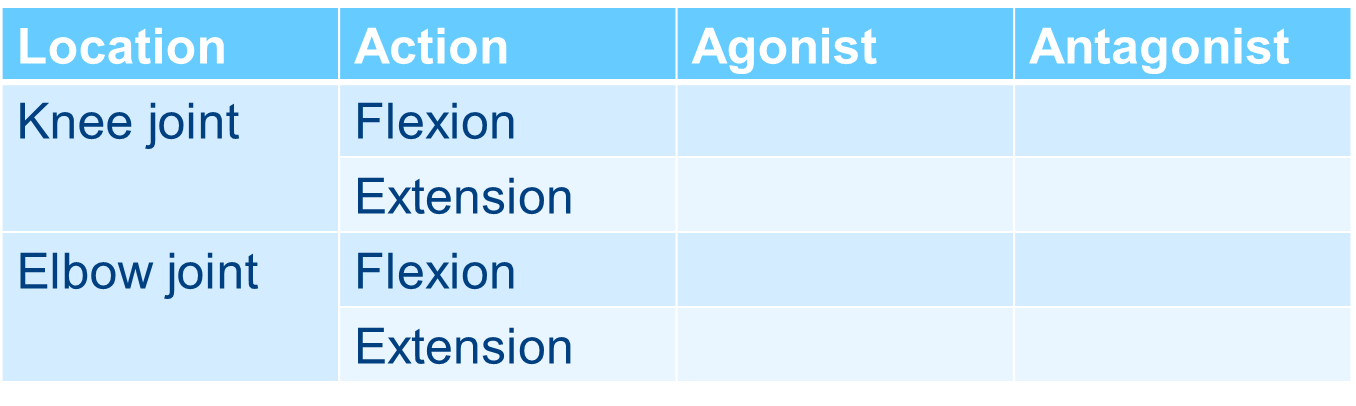 Location Action Agonist Antagonist
Knee joint Flexion
Extension
Elbow joint Flexion
Extension